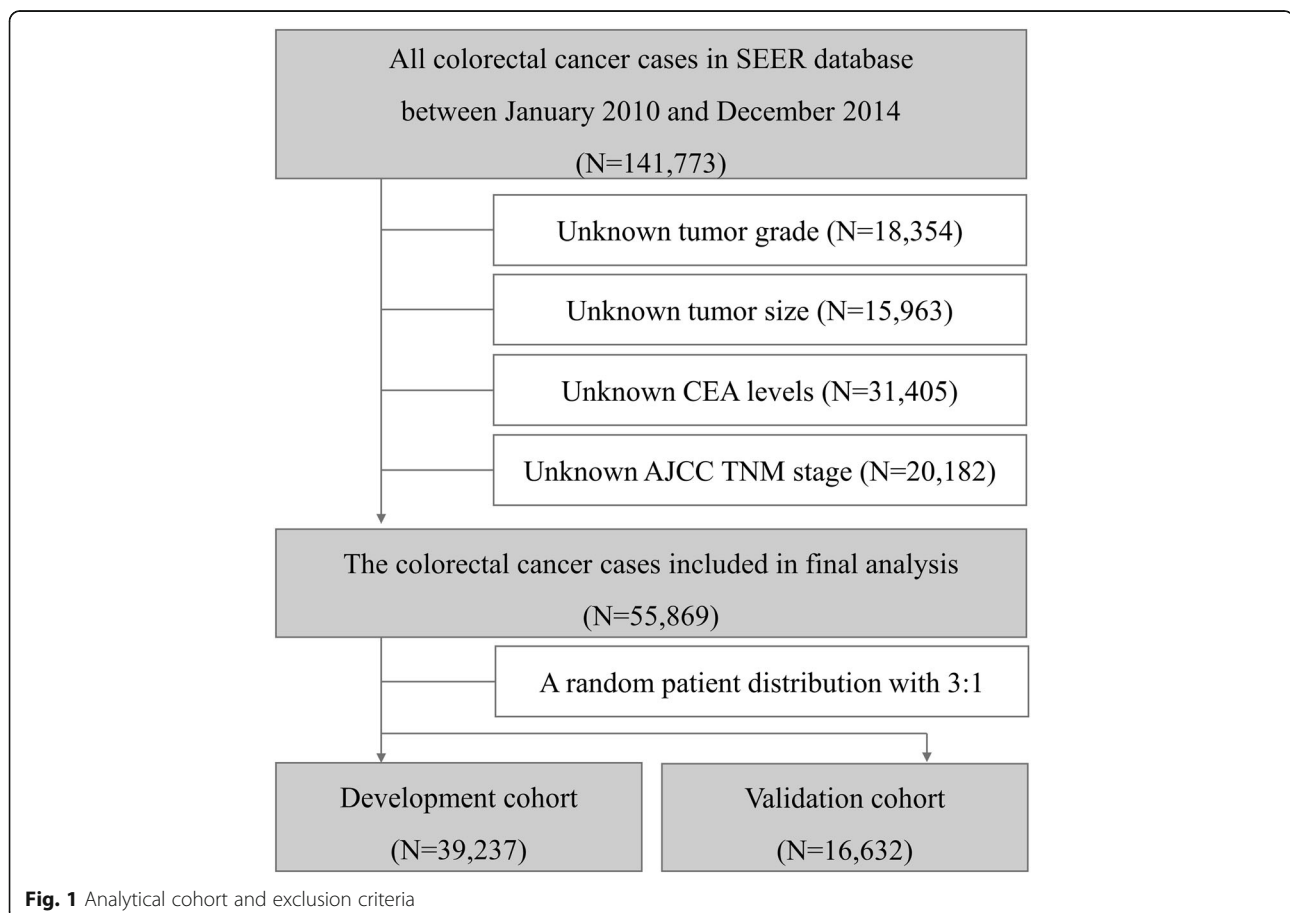 All colorectal cancer cases in SEER database
between January 2010 and December 2014
(N=141,773)
Unknown tumor grade (N=18,354)
Unknown tumor size (N=15,963)
Unknown CEA levels (N=31,405)
Unknown AJCC TNM stage (N=20,182)
The colorectal cancer cases included in final analysis
(N=55,869)
A random patient distribution with 3:1
Development cohort
(N=39,237)
Validation cohort
(N=16,632)
Fig. 1 Analytical cohort and exclusion criteria